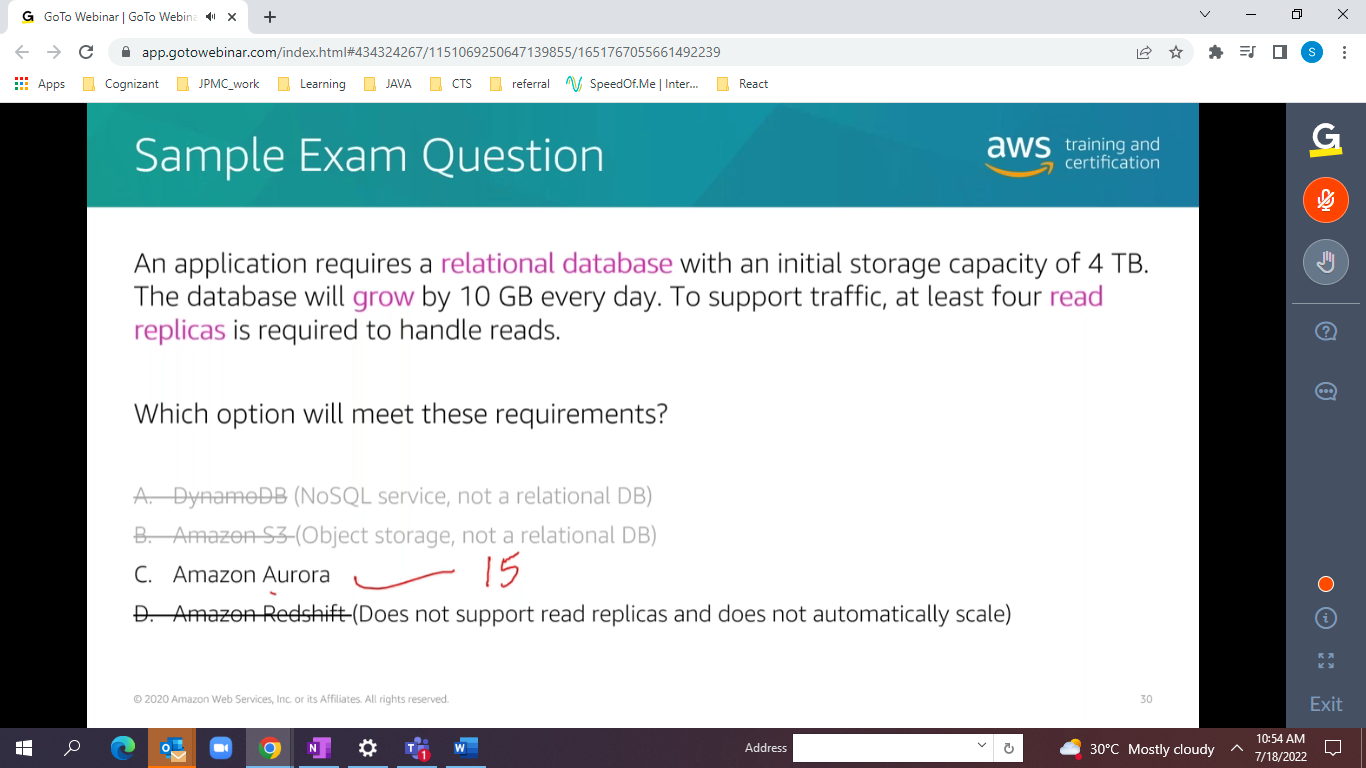 GoTo Webinar | GoTo Webina
app.gotowebinar.com/index.html#434324267/1151069250647139855/1651767055661492239
S
Apps Cognizant JPMC_work Learning JAVA CTS referral SpeedOf.Me | Inter... React
Sample Exam Question
aws training and
certification
An application requires a relational database with an initial storage capacity of 4 TB.
The database will grow by 10 GB every day. To support traffic, at least four read
replicas is required to handle reads.
Which option will meet these requirements?
A. DynamoDB (NoSQL service, not a relational DB)
B. Amazon S3 (Object storage, not a relational DB)
C. Amazon Aurora 15
D. Amazon Redshift (Does not support read replicas and does not automatically scale)
© 2020 Amazon Web Services, Inc. or its Affiliates. All rights reserved.
30
Exit
Address
30°C Mostly cloudy
10:54 AM
7/18/2022